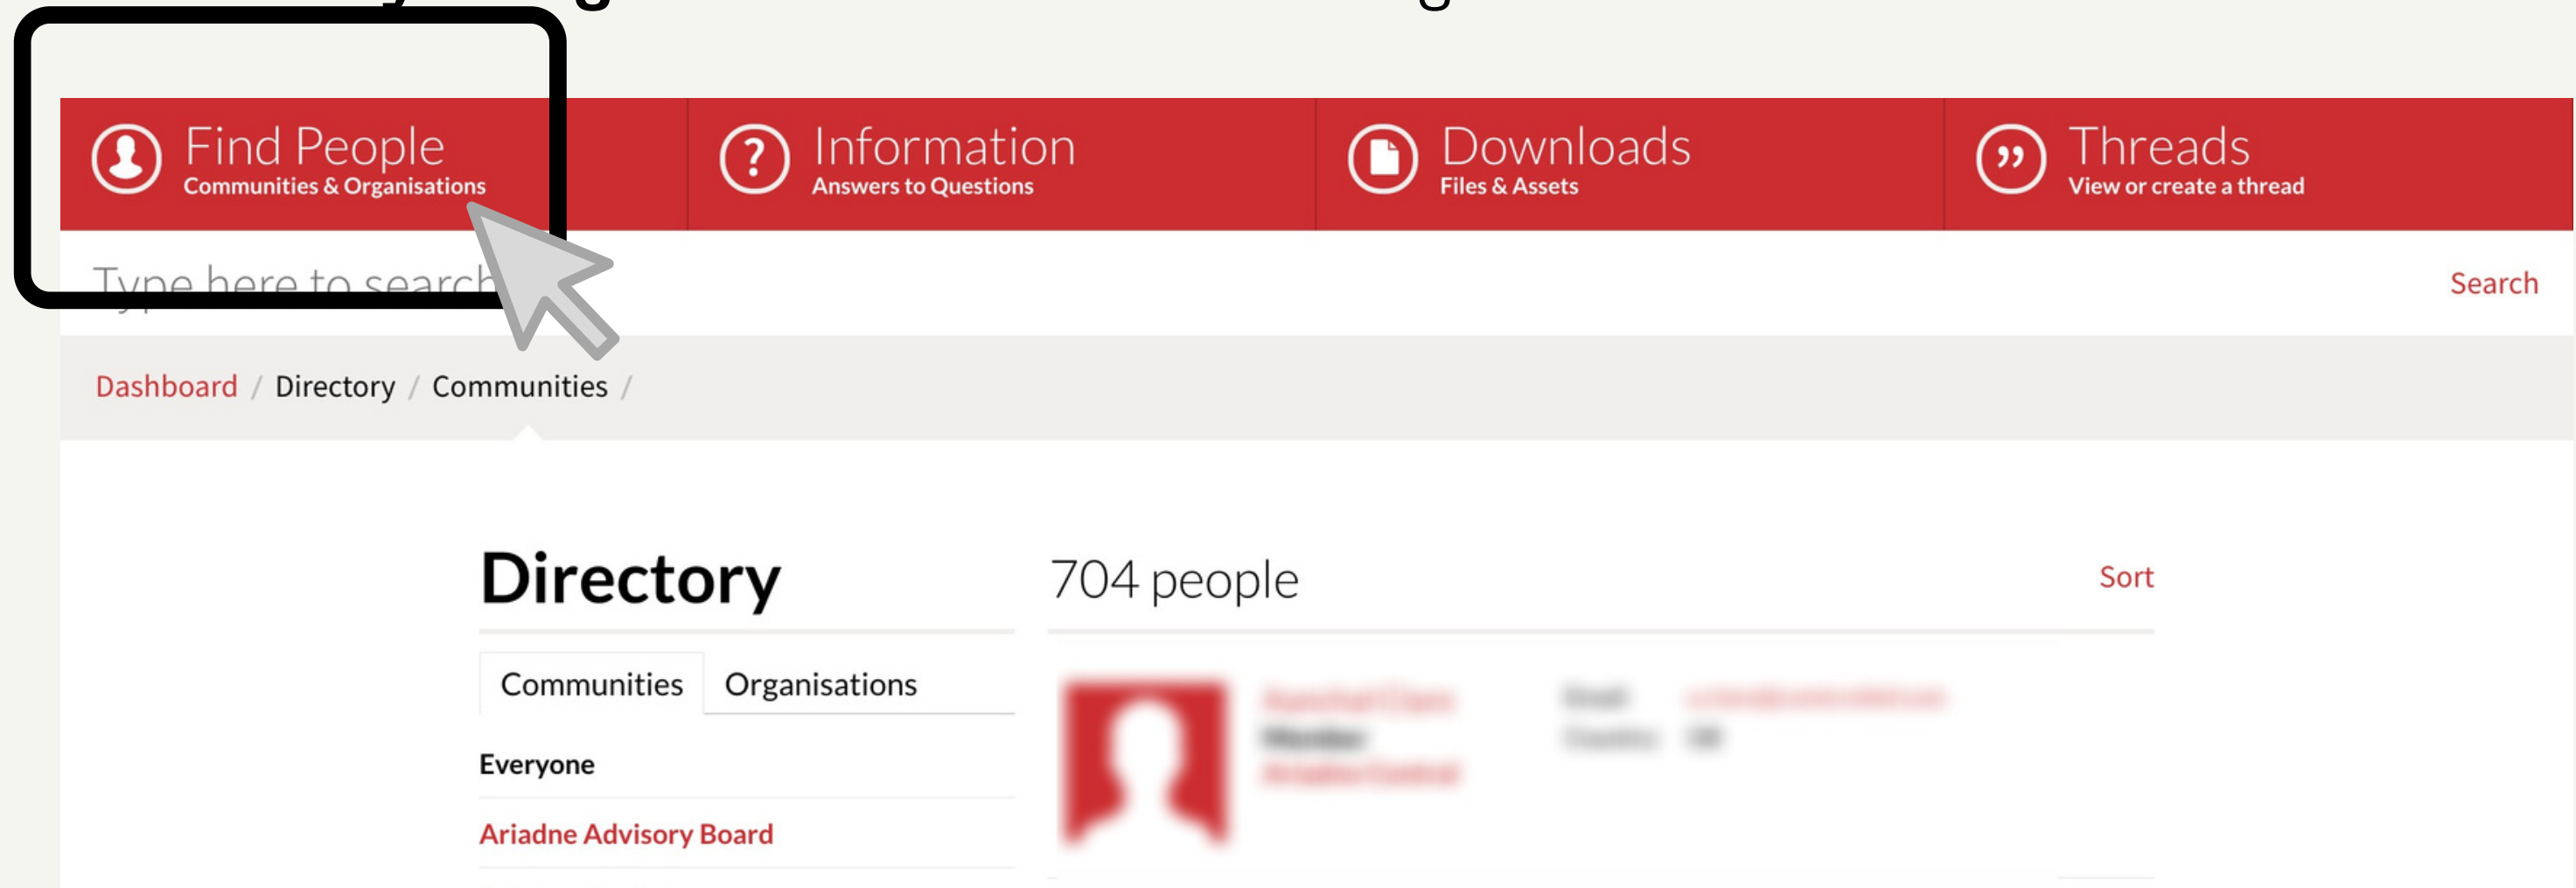 Find People
Communities & Organisations
Information
Answers to Questions
Downloads
Files & Assets
Threads
View or create a thread
Type here to search
Search
Dashboard / Directory / Communities /
Directory
704 people
Sort
Communities Organisations
Everyone
Ariadne Advisory Board